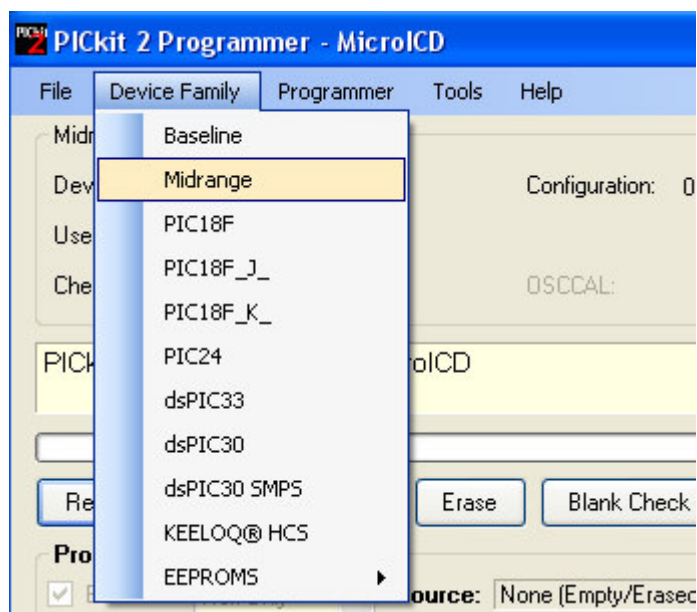 PICkit 2 Programmer - MicroICD
File Device Family Programmer Tools Help
Baseline
Midrange
Configuration: 0
PIC18F
PIC18F_J_
OSCCAL:
PIC18F_K_
PIC24
dsPIC33
dsPIC30
dsPIC30 SMPS
Erase Blank Check
KEELOQ® HCS
EEPROMS
None (Empty/Erased